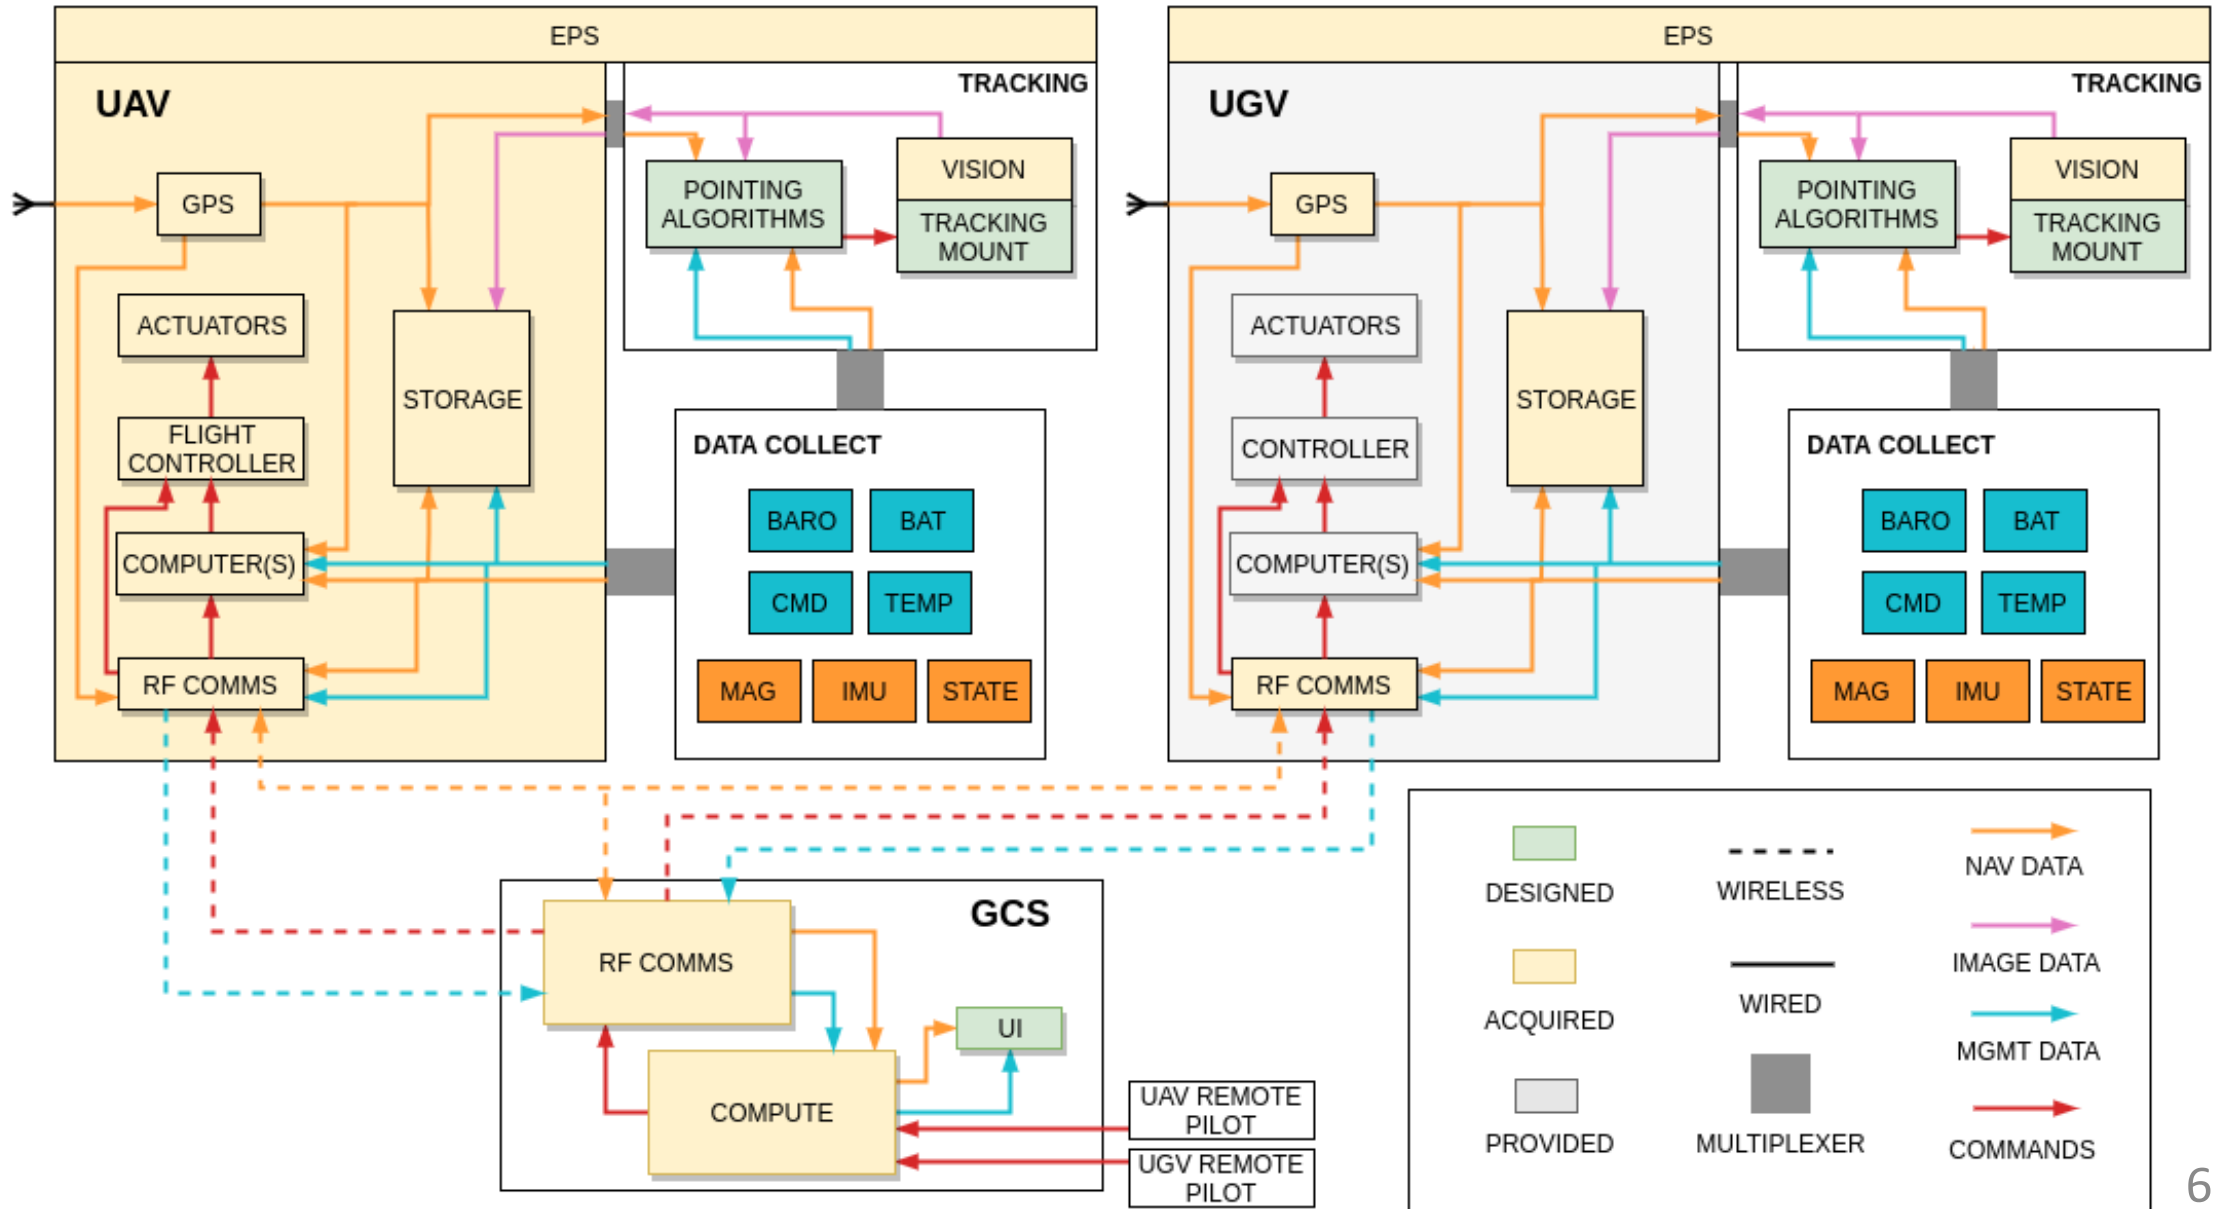 EPS
UAV
TRACKING
GPS
POINTING
ALGORITHMS
VISION
TRACKING
MOUNT
ACTUATORS
STORAGE
FLIGHT
CONTROLLER
COMPUTER(S)
RF COMMS
DATA COLLECT
BARO
BAT
CMD
TEMP
MAG
IMU
STATE
EPS
UGV
TRACKING
GPS
POINTING
ALGORITHMS
VISION
TRACKING
MOUNT
ACTUATORS
STORAGE
CONTROLLER
COMPUTER(S)
RF COMMS
DATA COLLECT
BARO
BAT
CMD
TEMP
MAG
IMU
STATE
GCS
RF COMMS
UI
COMPUTE
UAV REMOTE
PILOT
UGV REMOTE
PILOT
DESIGNED
ACQUIRED
PROVIDED
WIRELESS
WIRED
MULTIPLEXER
NAV DATA
IMAGE DATA
MGMT DATA
COMMANDS
6